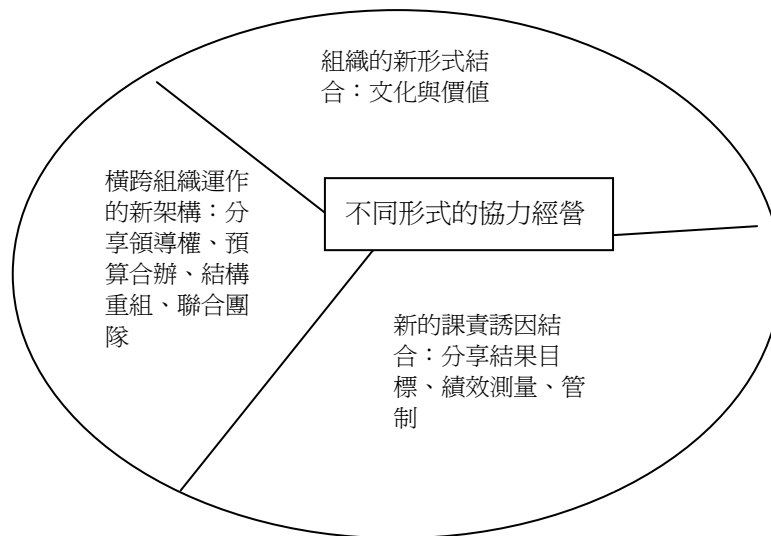 組織的新形式結
合：文化與價值
橫跨組織運作
的新架構：分
享領導權、預
算合辦、結構
重組、聯合團
隊
不同形式的協力經營
新的課責誘因結
合：分享結果目
標、績效測量、管
制